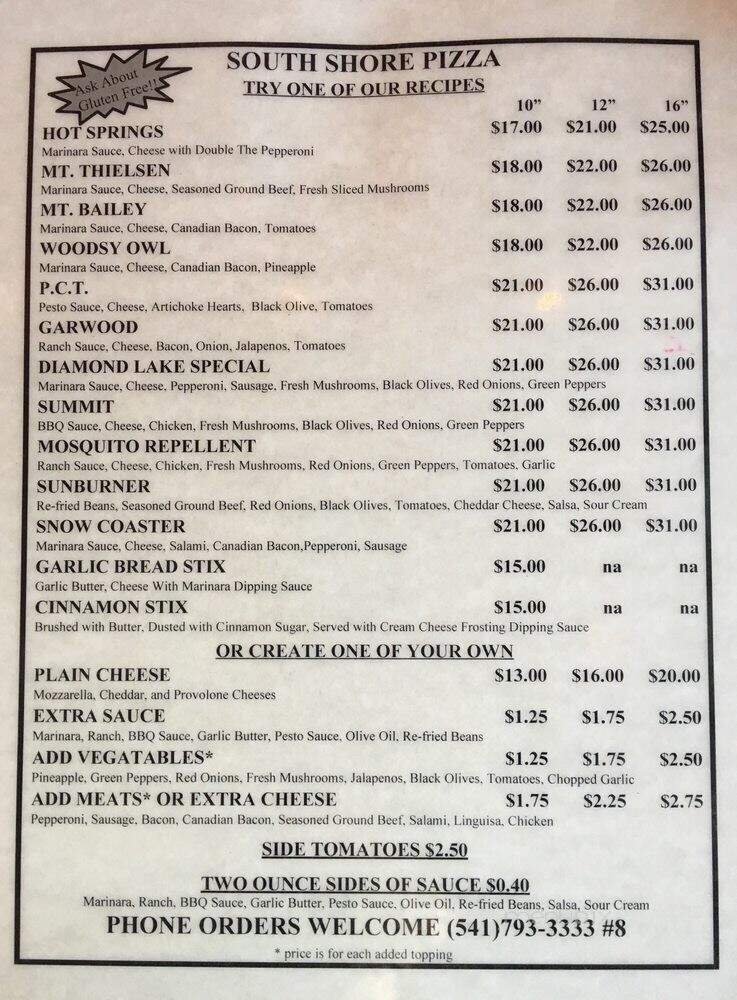 Ask About
Gluten Free!!
SOUTH SHORE PIZZA
TRY ONE OF OUR RECIPES
10” 12” 16”
HOT SPRINGS $17.00 $21.00 $25.00
Marinara Sauce, Cheese with Double The Pepperoni
MT. THIELSEN $18.00 $22.00 $26.00
Marinara Sauce, Cheese, Seasoned Ground Beef, Fresh Sliced Mushrooms
MT. BAILEY $18.00 $22.00 $26.00
Marinara Sauce, Cheese, Canadian Bacon, Tomatoes
WOODSY OWL $18.00 $22.00 $26.00
Marinara Sauce, Cheese, Canadian Bacon, Pineapple
P.C.T. $21.00 $26.00 $31.00
Pesto Sauce, Cheese, Artichoke Hearts, Black Olive, Tomatoes
GARWOOD $21.00 $26.00 $31.00
Ranch Sauce, Cheese, Bacon, Onion, Jalapenos, Tomatoes
DIAMOND LAKE SPECIAL $21.00 $26.00 $31.00
Marinara Sauce, Cheese, Pepperoni, Sausage, Fresh Mushrooms, Black Olives, Red Onions, Green Peppers
SUMMIT $21.00 $26.00 $31.00
BBQ Sauce, Cheese, Chicken, Fresh Mushrooms, Black Olives, Red Onions, Green Peppers
MOSQUITO REPELLENT $21.00 $26.00 $31.00
Ranch Sauce, Cheese, Chicken, Fresh Mushrooms, Red Onions, Green Peppers, Tomatoes, Garlic
SUNBURNER $21.00 $26.00 $31.00
Re-fried Beans, Seasoned Ground Beef, Red Onions, Black Olives, Tomatoes, Cheddar Cheese, Salsa, Sour Cream
SNOW COASTER $21.00 $26.00 $31.00
Marinara Sauce, Cheese, Salami, Canadian Bacon,Pepperoni, Sausage
GARLIC BREAD STIX $15.00 na na
Garlic Butter, Cheese With Marinara Dipping Sauce
CINNAMON STIX $15.00 na na
Brushed with Butter, Dusted with Cinnamon Sugar, Served with Cream Cheese Frosting Dipping Sauce
OR CREATE ONE OF YOUR OWN
PLAIN CHEESE $13.00 $16.00 $20.00
Mozzarella, Cheddar, and Provolone Cheeses
EXTRA SAUCE $1.25 $1.75 $2.50
Marinara, Ranch, BBQ Sauce, Garlic Butter, Pesto Sauce, Olive Oil, Re-fried Beans
ADD VEGATABLES* $1.25 $1.75 $2.50
Pineapple, Green Peppers, Red Onions, Fresh Mushrooms, Jalapenos, Black Olives, Tomatoes, Chopped Garlic
ADD MEATS* OR EXTRA CHEESE $1.75 $2.25 $2.75
Pepperoni, Sausage, Bacon, Canadian Bacon, Seasoned Ground Beef, Salami, Linguisa, Chicken
SIDE TOMATOES $2.50
TWO OUNCE SIDES OF SAUCE $0.40
Marinara, Ranch, BBQ Sauce, Garlic Butter, Pesto Sauce, Olive Oil, Re-fried Beans, Salsa, Sour Cream
PHONE ORDERS WELCOME (541)793-3333 #8
* price is for each added topping